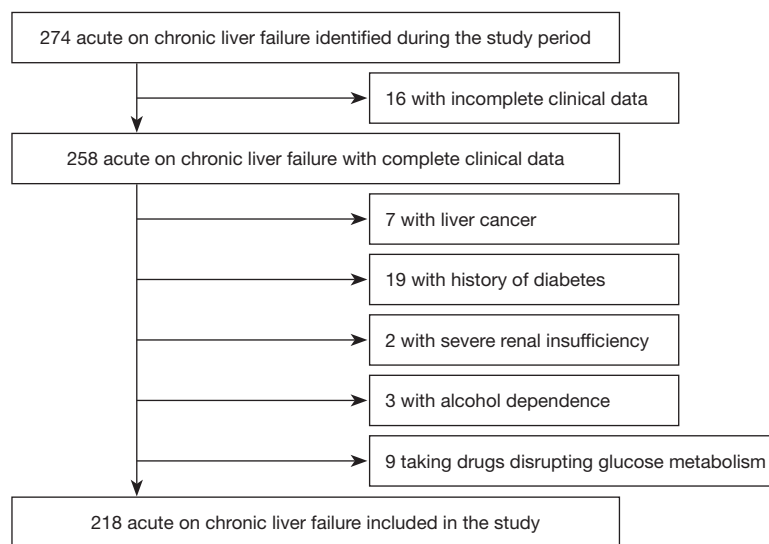 274 acute on chronic liver failure identified during the study period
16 with incomplete clinical data
258 acute on chronic liver failure with complete clinical data
7 with liver cancer
19 with history of diabetes
2 with severe renal insufficiency
3 with alcohol dependence
9 taking drugs disrupting glucose metabolism
218 acute on chronic liver failure included in the study